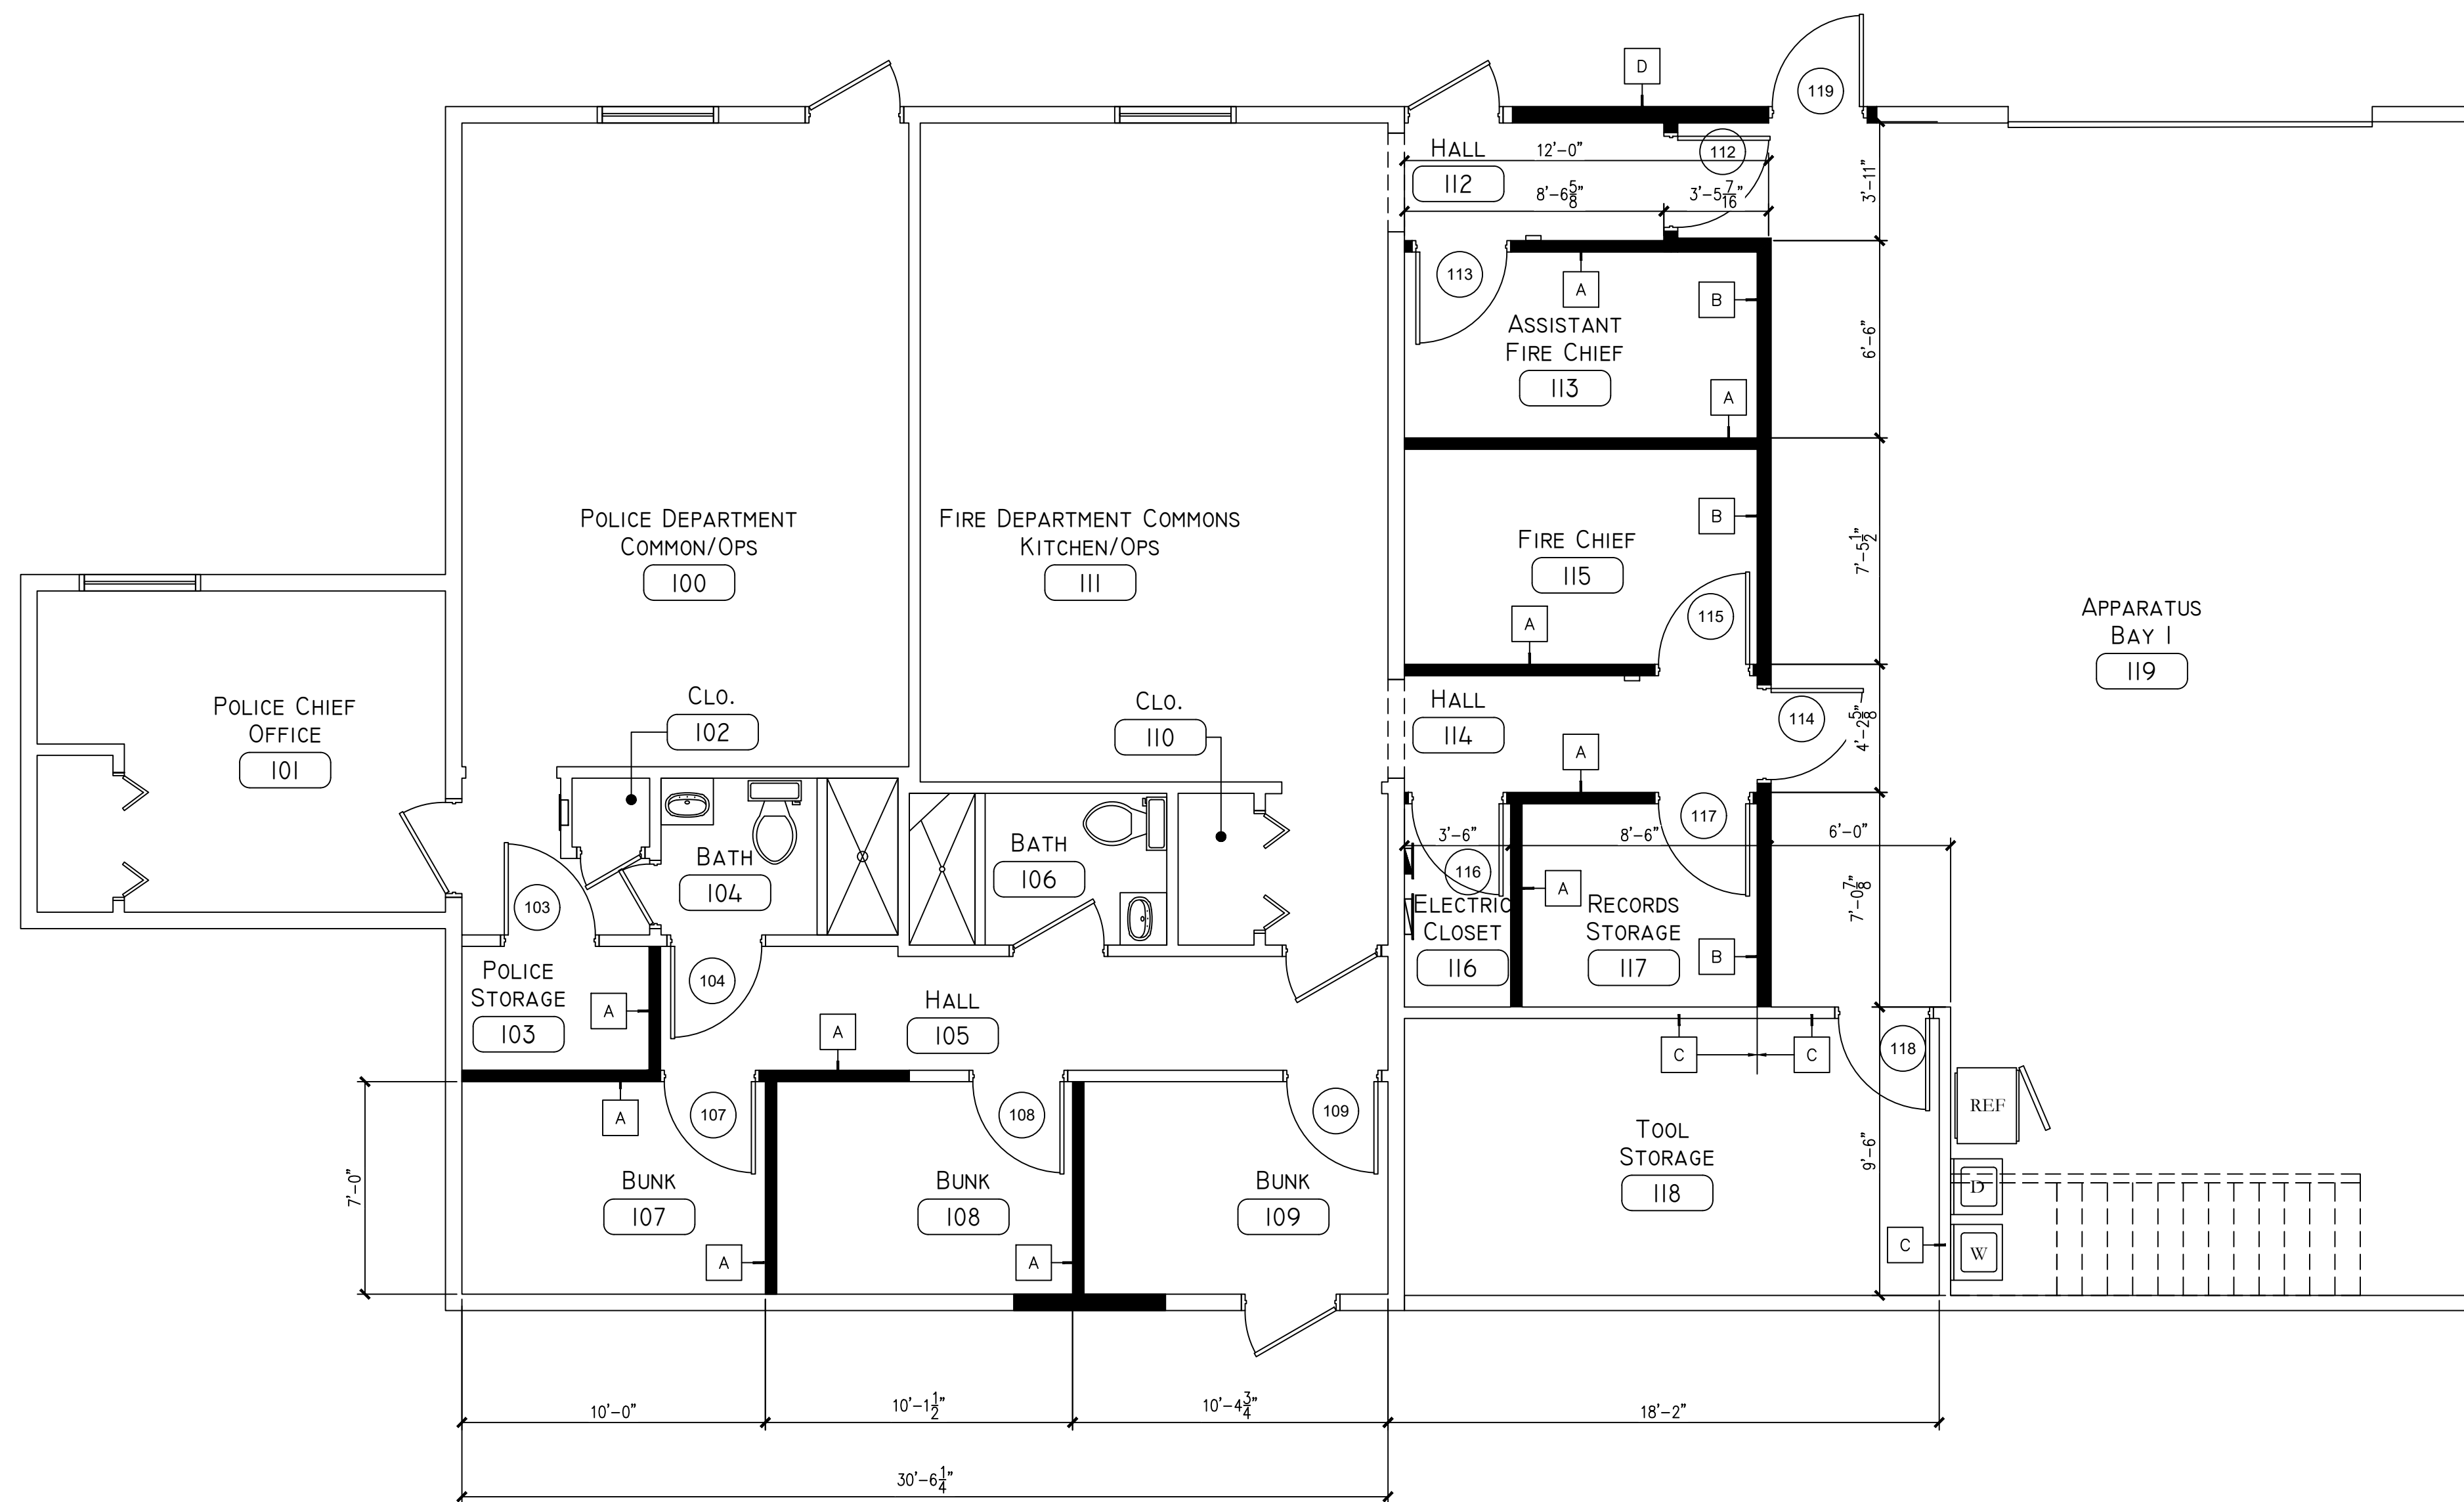 D
119
HALL
112
12'-0"
112
8'-6 5/8"
3'-5 7/16"
3'-11"
113
A
B
ASSISTANT
FIRE CHIEF
113
6'-6"
A
POLICE DEPARTMENT
COMMON/OPS
100
FIRE DEPARTMENT COMMONS
KITCHEN/OPS
111
B
FIRE CHIEF
115
7'-5 1/2"
A
115
APPARATUS
BAY 1
119
POLICE CHIEF
OFFICE
101
CLO.
102
CLO.
110
HALL
114
A
114
4'-2 5/8"
3'-6"
8'-6"
6'-0"
117
116
BATH
104
BATH
106
A
7'-0 7/8"
103
ELECTRIC
CLOSET
116
RECORDS
STORAGE
117
B
POLICE
STORAGE
103
A
104
A
HALL
105
C
C
118
A
107
108
109
REF
TOOL
STORAGE
118
9'-6"
7'-0"
BUNK
107
BUNK
108
BUNK
109
D
A
A
C
W
10'-0"
10'-1 1/2"
10'-4 3/4"
18'-2"
30'-6 1/4"